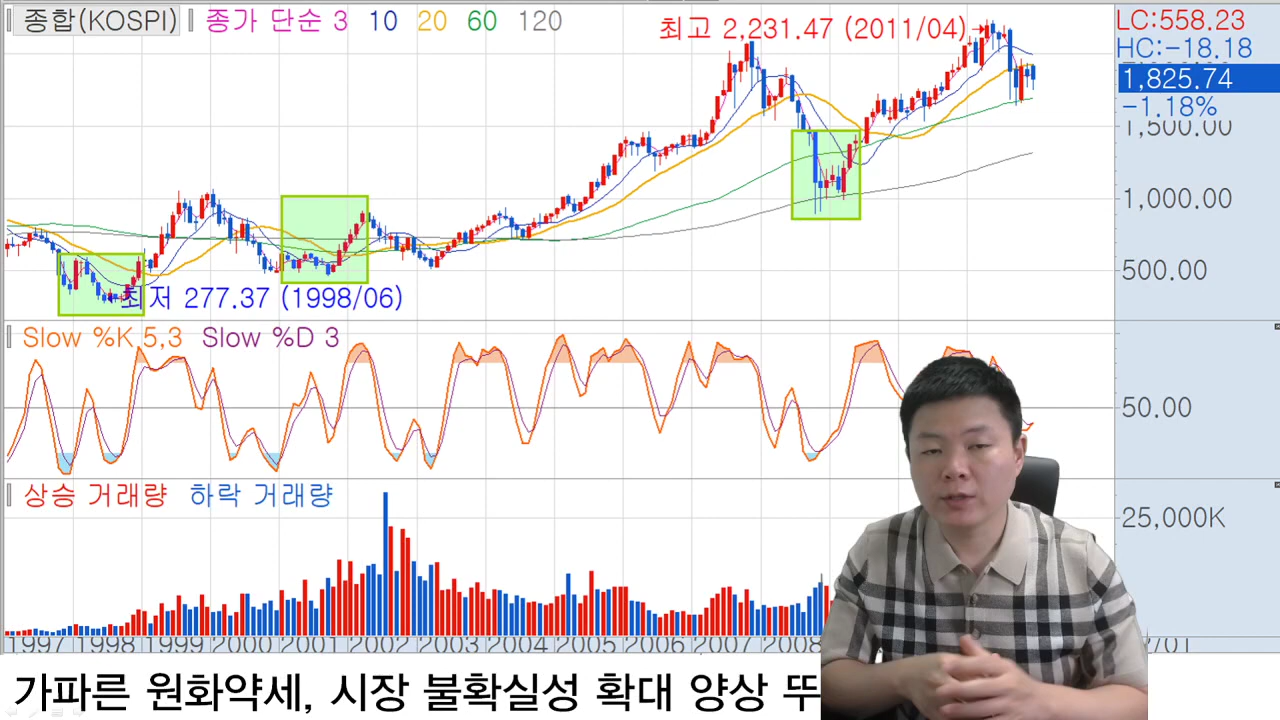 종합(KOSPI) 종가 단순 3 10 20 60 120
최고 2,231.47 (2011/04)
LC:558.23
HC:-18.18
1,825.74
-1.18%
1,500.00
1,000.00
500.00
최저 277.37 (1998/06)
Slow %K 5,3 Slow %D 3
50.00
상승 거래량 하락 거래량
25,000K
1997 1998 1999 2000 2001 2002 2003 2004 2005 2006 2007 2008
가파른 원화약세, 시장 불확실성 확대 양상 뚜